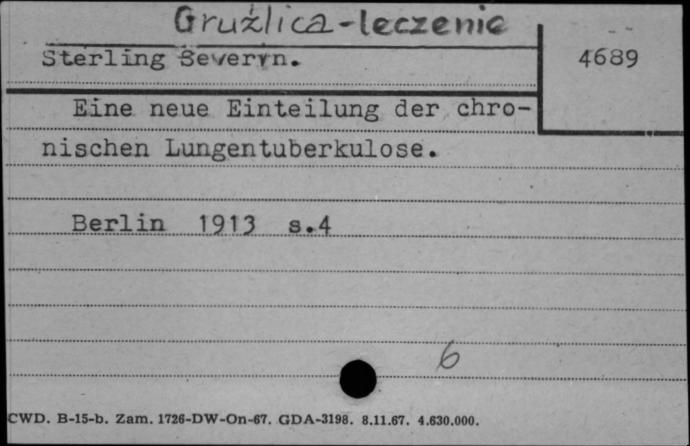 Gruźlica-leczenie
Sterling Severyn.
4689
Eine neue Einteilung der chro-
nischen Lungentuberkulose.
Berlin 1913 s.4
6
CWD. B-15-b. Zam. 1726-DW-On-67. GDA-3198. 8.11.67. 4.630.000.